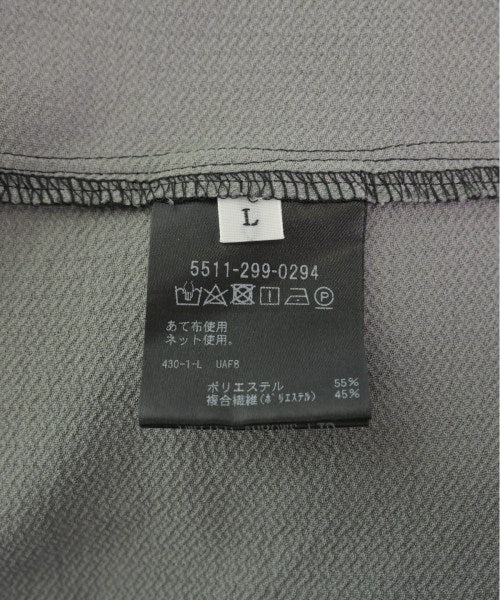 L
5511-299-0294
あて布使用
ネット使用。
430-1-L UAF8
ポリエステル 55%
複合繊維(ﾎﾟﾘｴｽﾃﾙ) 45%